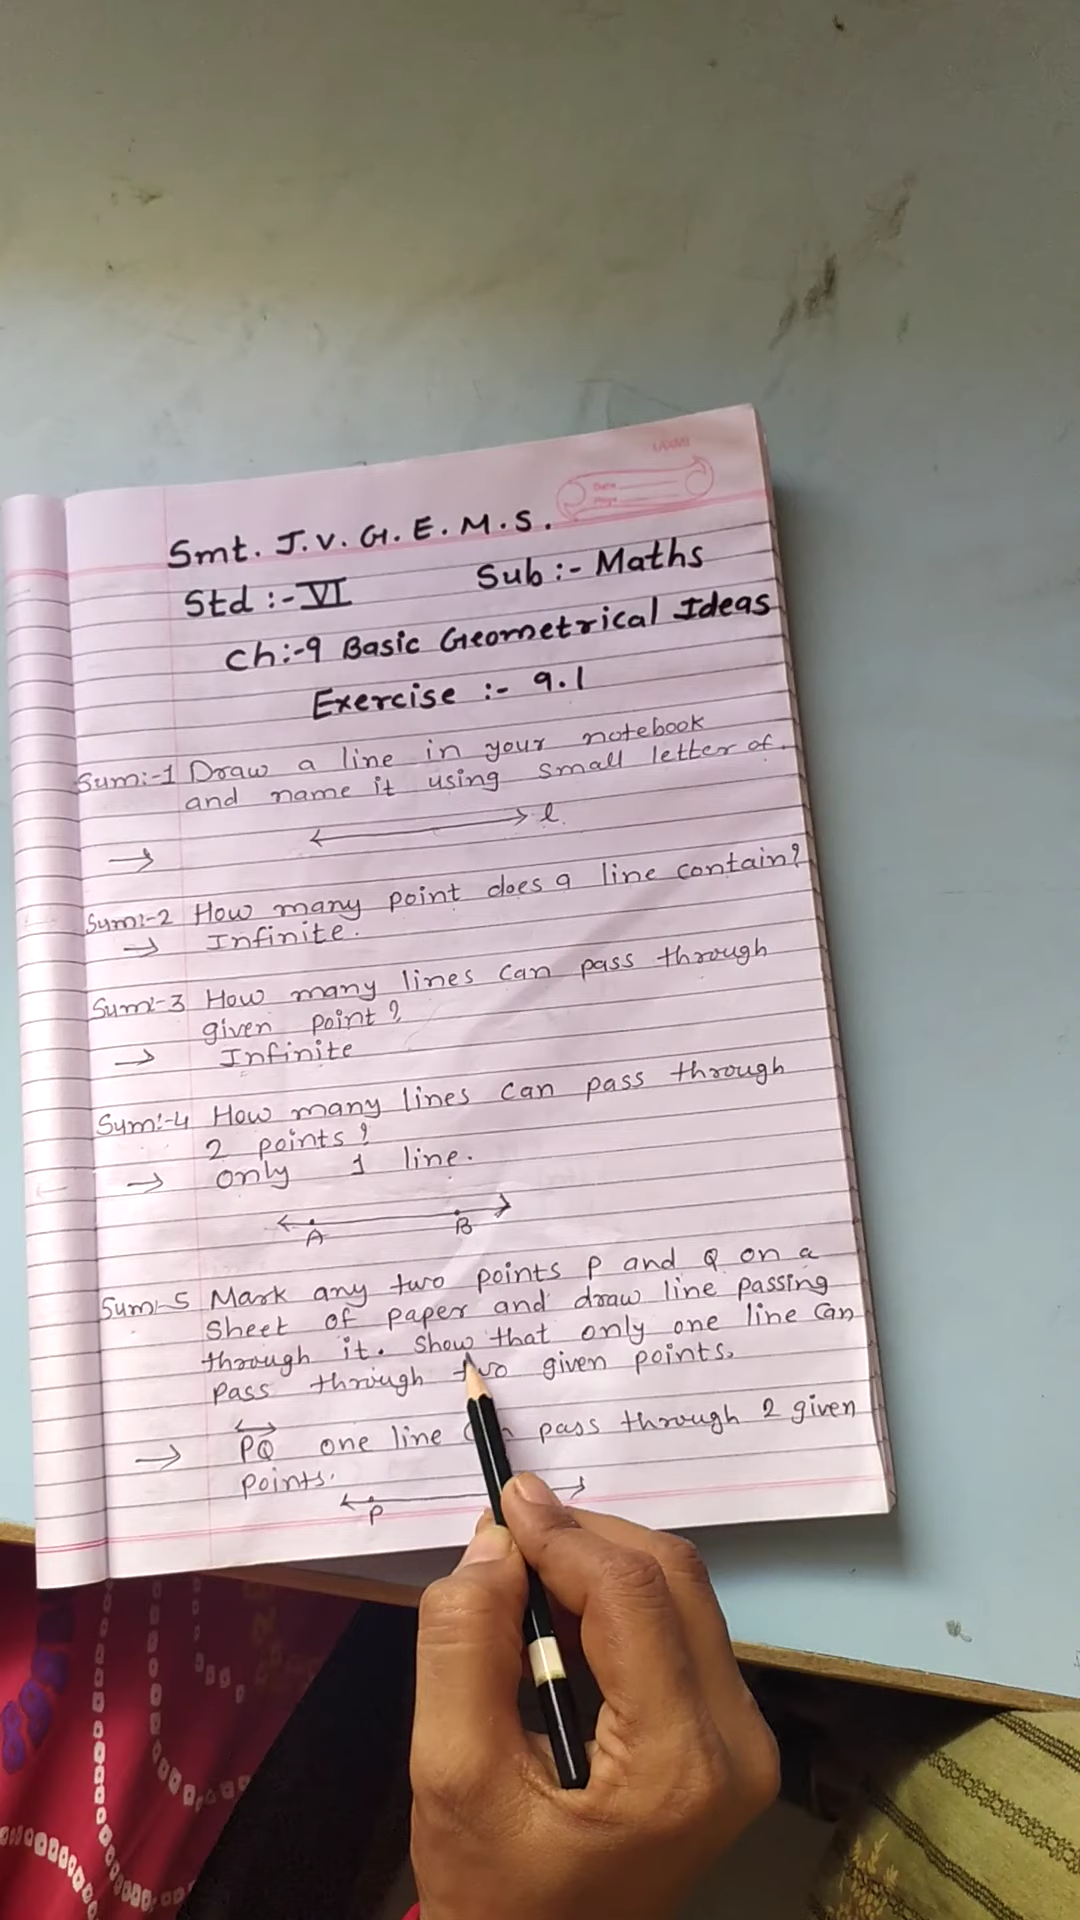 LAXMI
Date
Page
Smt. J.V.G.E.M.S.
Std :- VI Sub :- Maths
Ch:-9 Basic Geometrical Ideas
Exercise :- 9.1
Sum:-1 Draw a line in your notebook
and name it using small letter of.
→ l
Sum:-2 How many point does a line contain?
→ Infinite.
Sum:-3 How many lines can pass through
given point?
→ Infinite
Sum:-4 How many lines can pass through
2 points?
→ only 1 line.
A B
Sum:-5 Mark any two points P and Q on a
Sheet of paper and draw line passing
through it. Show that only one line can
pass through two given points.
→ PQ one line pass through 2 given
points.
P